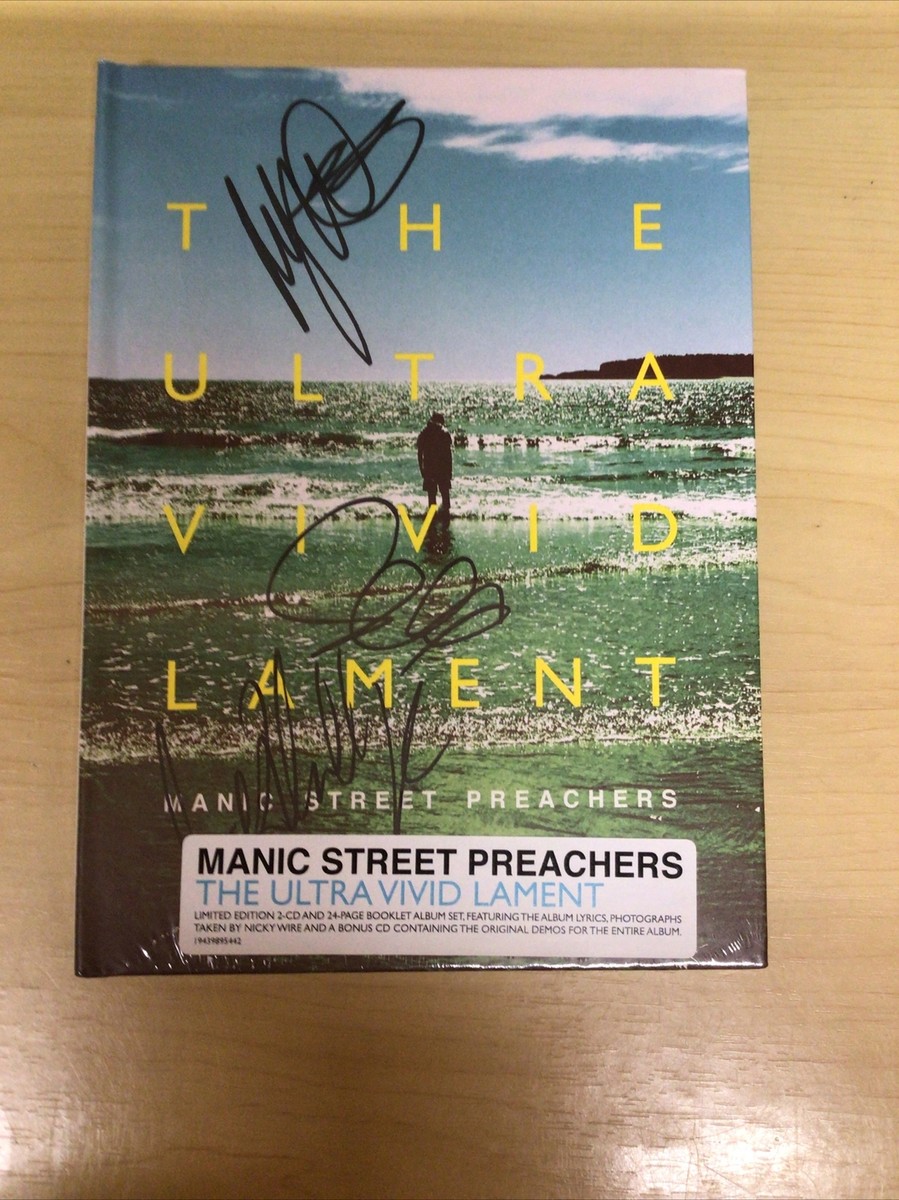 THE
ULTRA
VIVID
LAMENT
MANIC STREET PREACHERS
MANIC STREET PREACHERS
THE ULTRA VIVID LAMENT
LIMITED EDITION 2-CD AND 24-PAGE BOOKLET ALBUM SET, FEATURING THE ALBUM LYRICS, PHOTOGRAPHS
TAKEN BY NICKY WIRE AND A BONUS CD CONTAINING THE ORIGINAL DEMOS FOR THE ENTIRE ALBUM.
19439895442